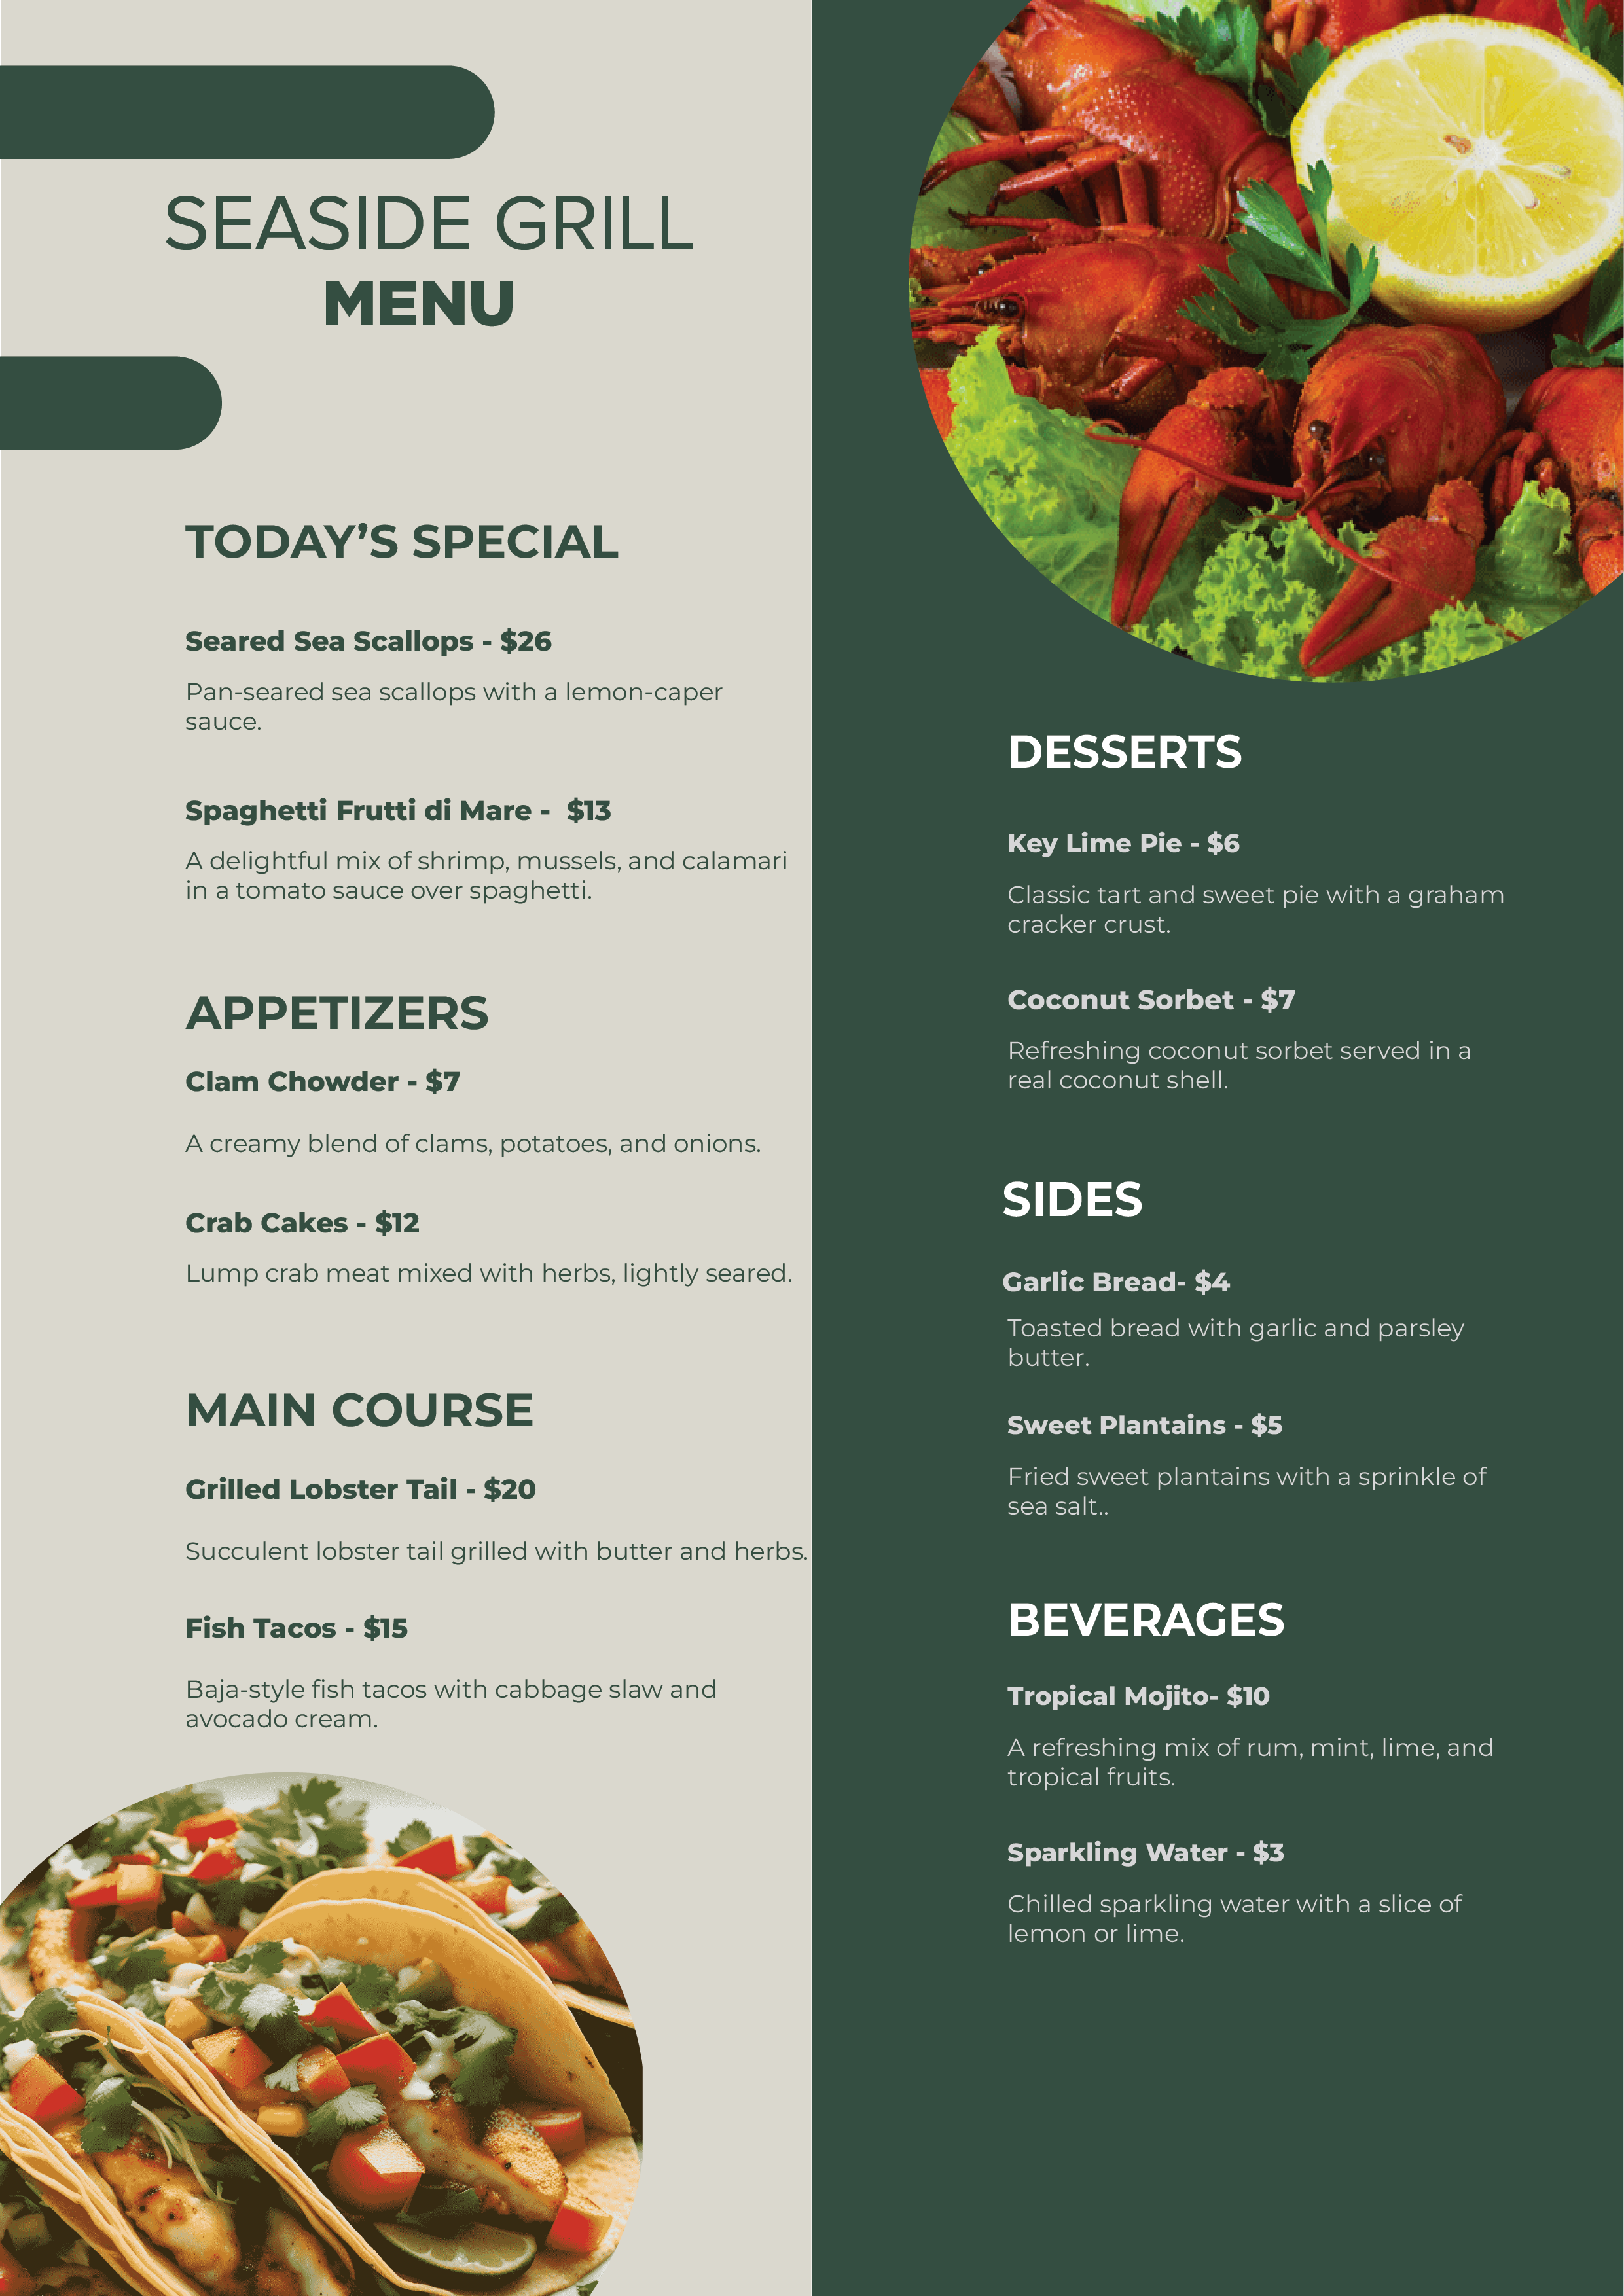 SEASIDE GRILL
MENU
TODAY’S SPECIAL
Seared Sea Scallops - $26
Pan-seared sea scallops with a lemon-caper
sauce.
Spaghetti Frutti di Mare -  $13
A delightful mix of shrimp, mussels, and calamari
in a tomato sauce over spaghetti.
APPETIZERS
Clam Chowder - $7
A creamy blend of clams, potatoes, and onions.
Crab Cakes - $12
Lump crab meat mixed with herbs, lightly seared.
MAIN COURSE
Grilled Lobster Tail - $20
Succulent lobster tail grilled with butter and herbs.
Fish Tacos - $15
Baja-style fish tacos with cabbage slaw and
avocado cream.
DESSERTS
Key Lime Pie - $6
Classic tart and sweet pie with a graham
cracker crust.
Coconut Sorbet - $7
Refreshing coconut sorbet served in a
real coconut shell.
SIDES
Garlic Bread- $4
Toasted bread with garlic and parsley
butter.
Sweet Plantains - $5
Fried sweet plantains with a sprinkle of
sea salt..
BEVERAGES
Tropical Mojito- $10
A refreshing mix of rum, mint, lime, and
tropical fruits.
Sparkling Water - $3
Chilled sparkling water with a slice of
lemon or lime.